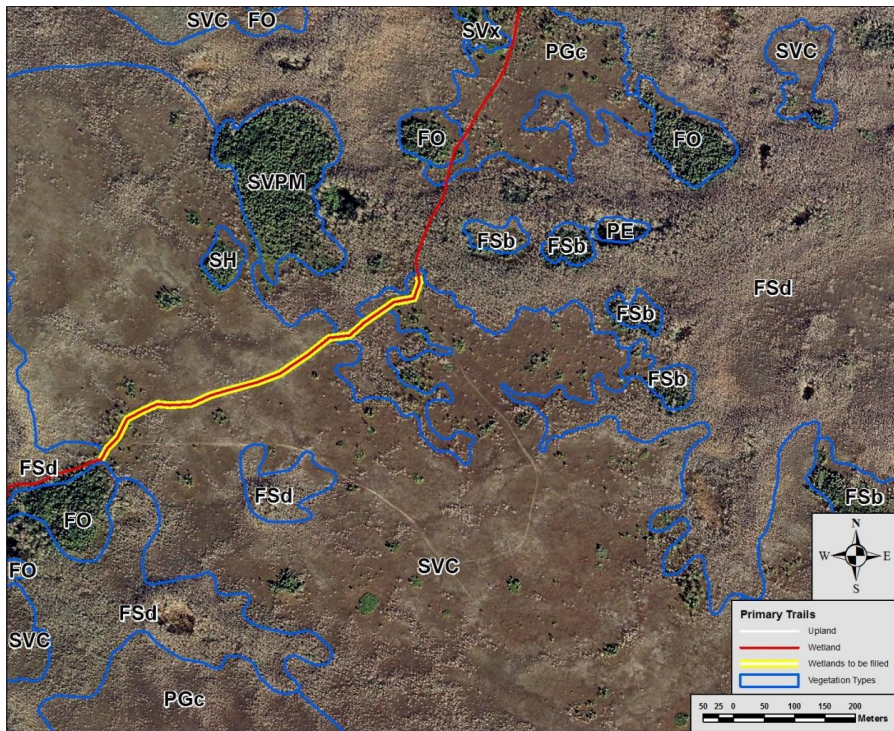 SVC
FO
SVx
PGc
SVC
FO
FO
SVPM
SH
FSb
FSb
PE
FSd
FSb
FSb
FSd
FSd
FSb
FO
SVC
FO
FSd
SVC
PGc
N
W E
S
Primary Trails
Upland
Wetland
Wetlands to be filled
Vegetation Types
50 25 0 50 100 150 200
Meters